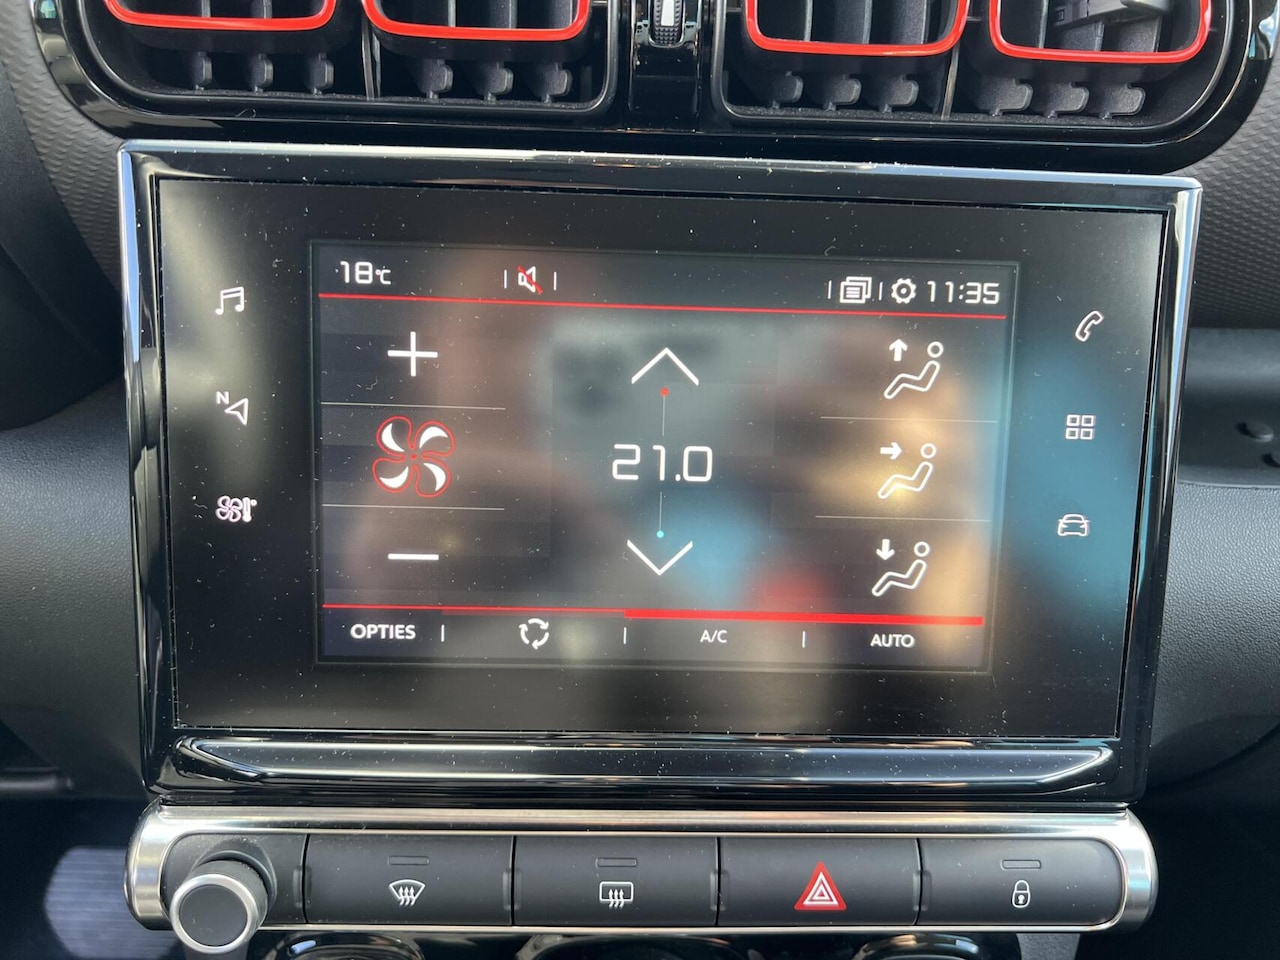 18°C
11:35
N
21.0
OPTIES
A/C
AUTO